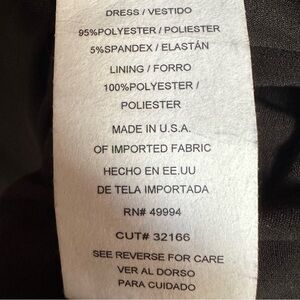 DRESS / VESTIDO
95%POLYESTER / POLIESTER
5%SPANDEX / ELASTÁN
LINING / FORRO
100%POLYESTER /
POLIESTER
MADE IN U.S.A.
OF IMPORTED FABRIC
HECHO EN EE.UU
DE TELA IMPORTADA
RN# 49994
CUT# 32166
SEE REVERSE FOR CARE
VER AL DORSO
PARA CUIDADO